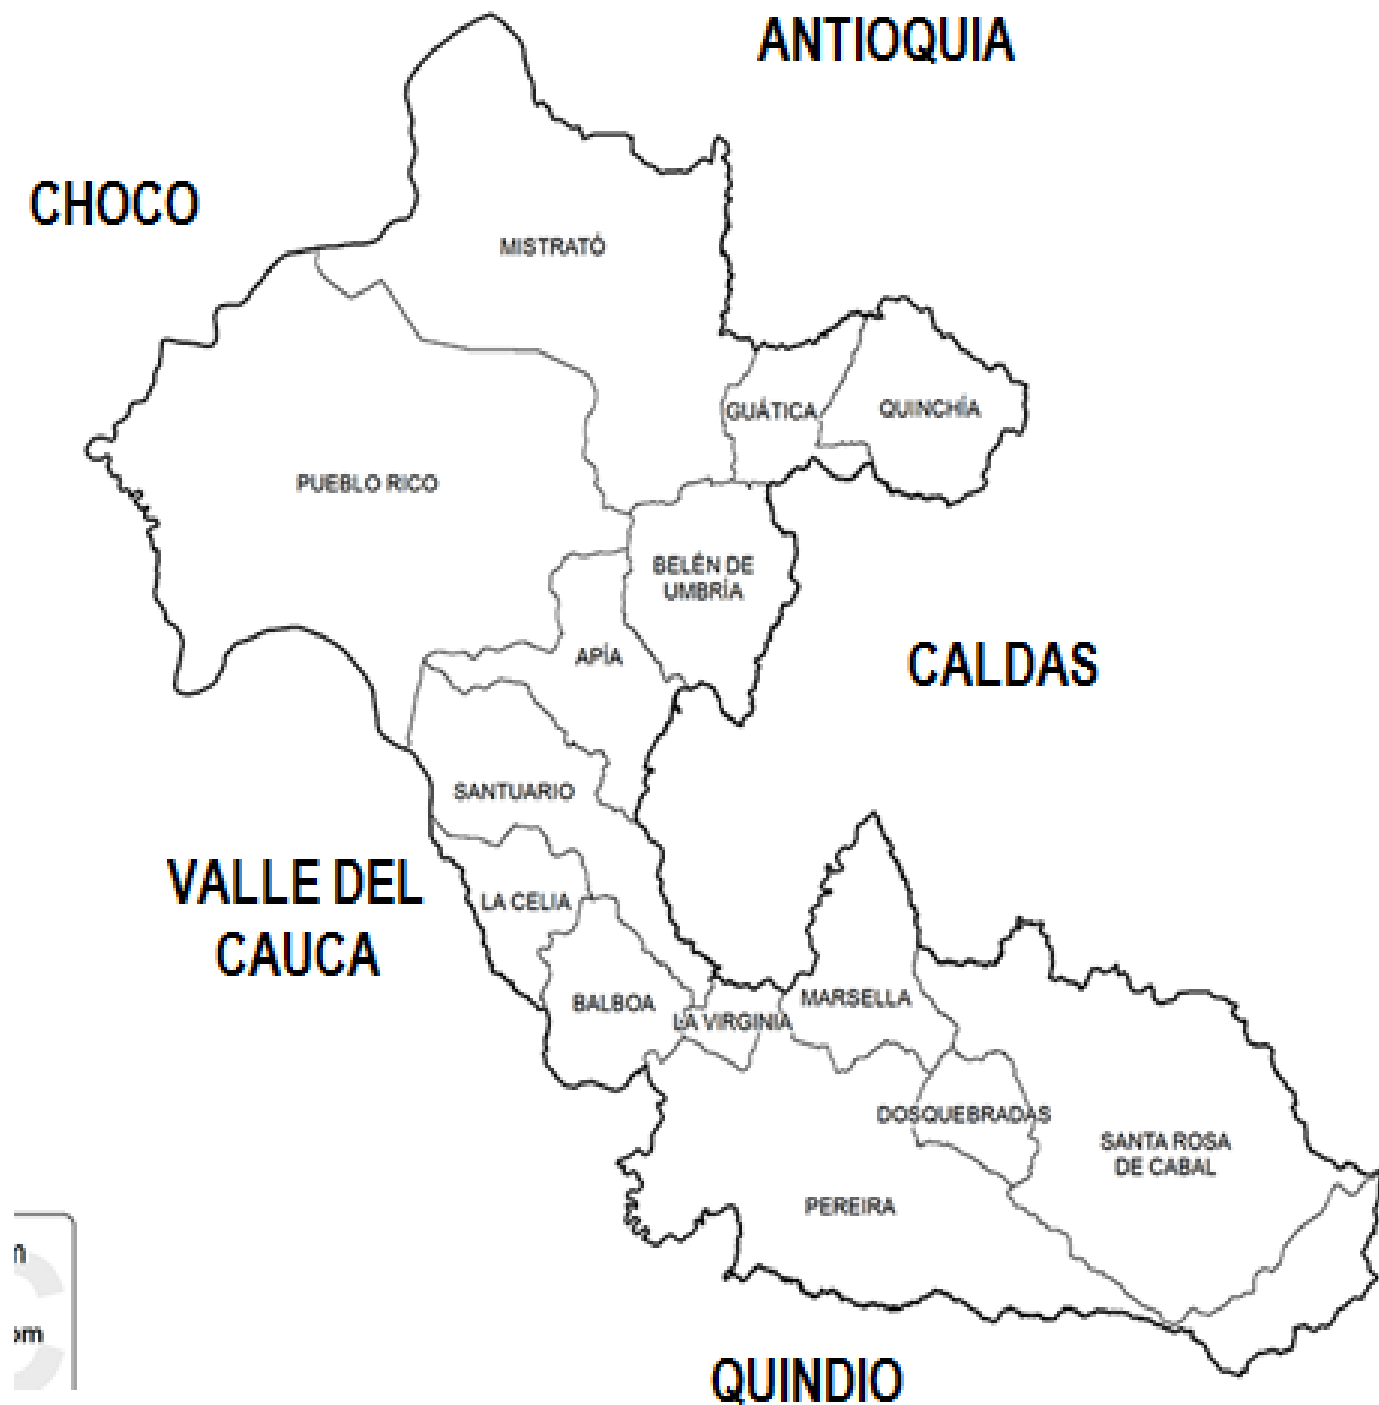 ANTIOQUIA
CHOCO
MISTRATÓ
GUÁTICA
QUINCHÍA
PUEBLO RICO
BELÉN DE
UMBRÍA
APÍA
CALDAS
SANTUARIO
VALLE DEL
CAUCA
LA CELIA
BALBOA
MARSELLA
LA VIRGINIA
DOSQUEBRADAS
SANTA ROSA
DE CABAL
PEREIRA
QUINDIO